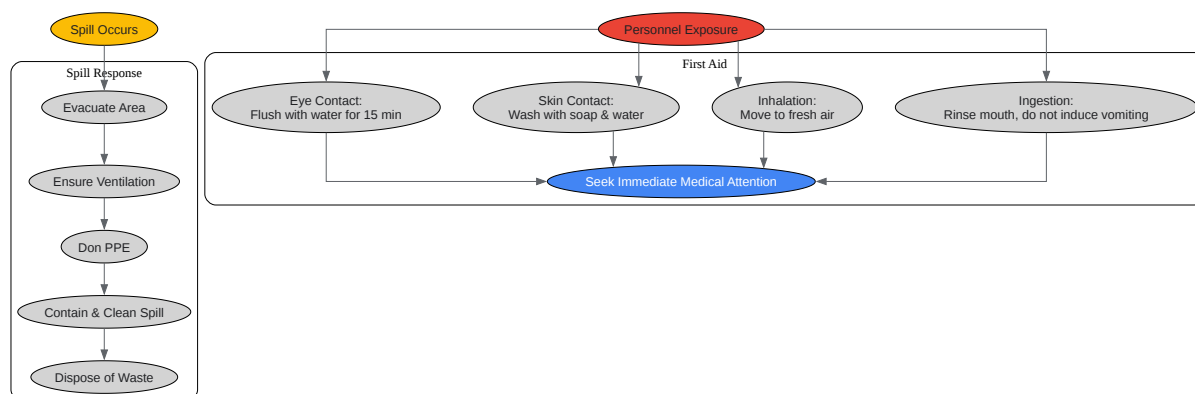 Spill Occurs
Spill Response
Evacuate Area
Ensure Ventilation
Don PPE
Contain & Clean Spill
Dispose of Waste
Personnel Exposure
First Aid
Eye Contact:
Flush with water for 15 min
Skin Contact:
Wash with soap & water
Inhalation:
Move to fresh air
Ingestion:
Rinse mouth, do not induce vomiting
Seek Immediate Medical Attention